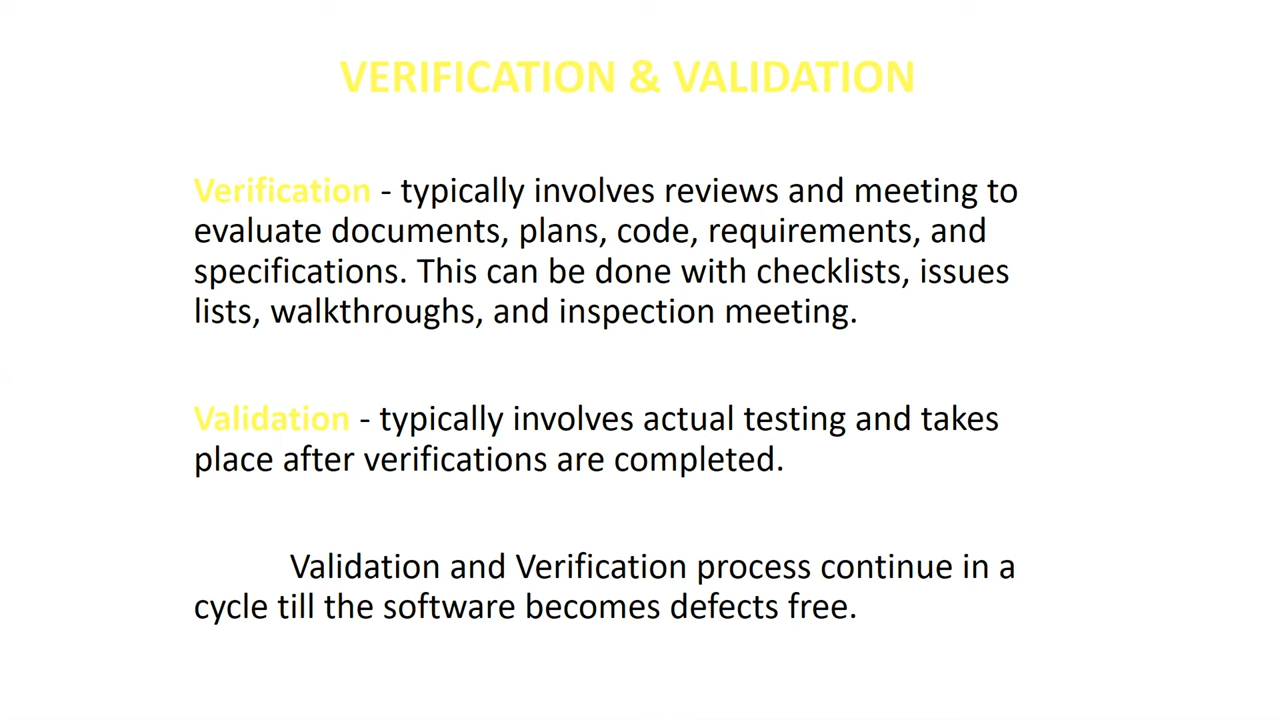 VERIFICATION & VALIDATION
Verification - typically involves reviews and meeting to
evaluate documents, plans, code, requirements, and
specifications. This can be done with checklists, issues
lists, walkthroughs, and inspection meeting.
Validation - typically involves actual testing and takes
place after verifications are completed.
Validation and Verification process continue in a
cycle till the software becomes defects free.